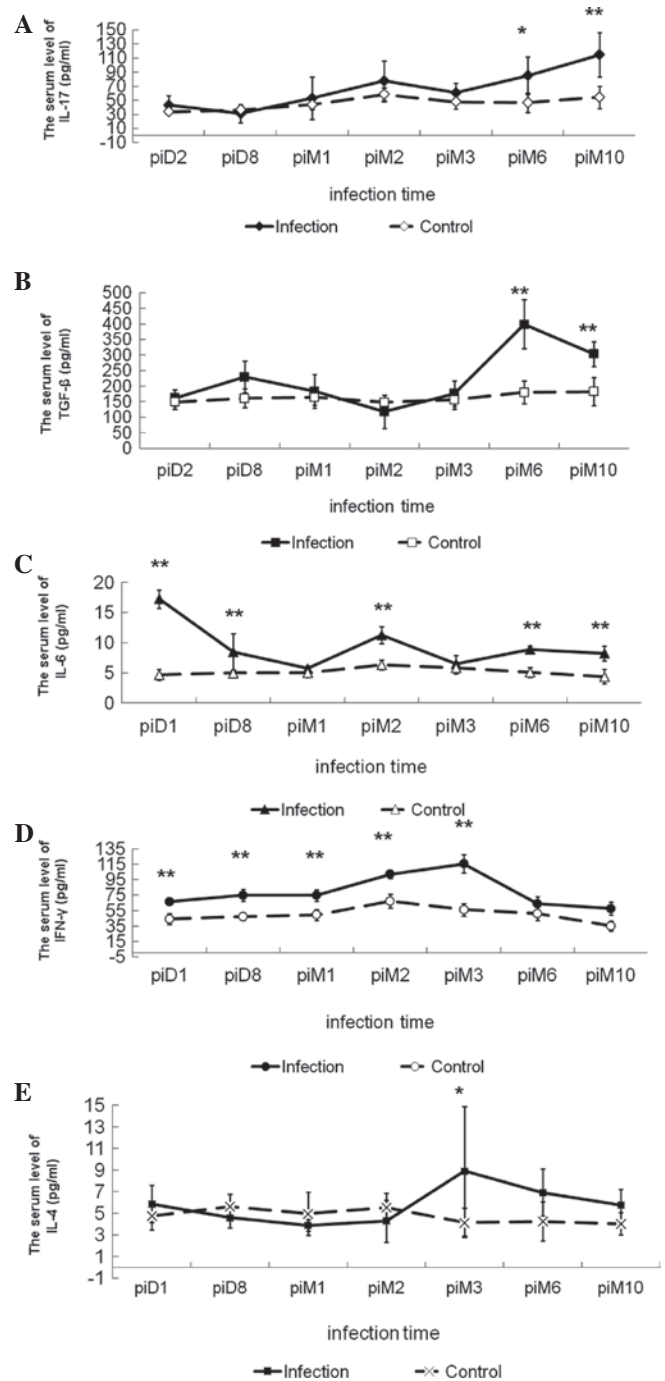 A
The serum level of
IL-17 (pg/ml)
150
130
110
90
70
50
30
10
-10
* **
piD2 piD8 piM1 piM2 piM3 piM6 piM10
infection time
Infection Control
B
The serum level of
TGF-β (pg/ml)
500
450
400
350
300
250
200
150
100
50
0
** **
piD2 piD8 piM1 piM2 piM3 piM6 piM10
infection time
Infection Control
C
The serum level of
IL-6 (pg/ml)
20
15
10
5
0
** ** ** ** **
piD1 piD8 piM1 piM2 piM3 piM6 piM10
infection time
Infection Control
D
The serum level of
IFN-γ (pg/ml)
135
115
95
75
55
35
15
-5
** ** ** ** **
piD1 piD8 piM1 piM2 piM3 piM6 piM10
infection time
Infection Control
E
The serum level of
IL-4 (pg/ml)
15
13
11
9
7
5
3
1
-1
*
piD1 piD8 piM1 piM2 piM3 piM6 piM10
infection time
Infection Control